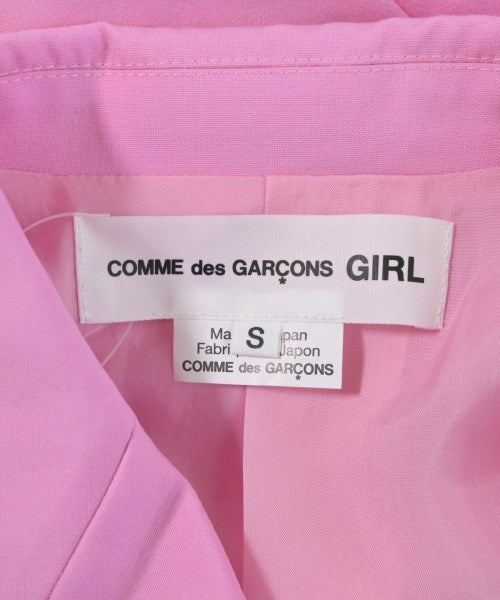 COMME des GARÇONS GIRL
Ma pan
S
Fabri Japon
COMME des GARÇONS